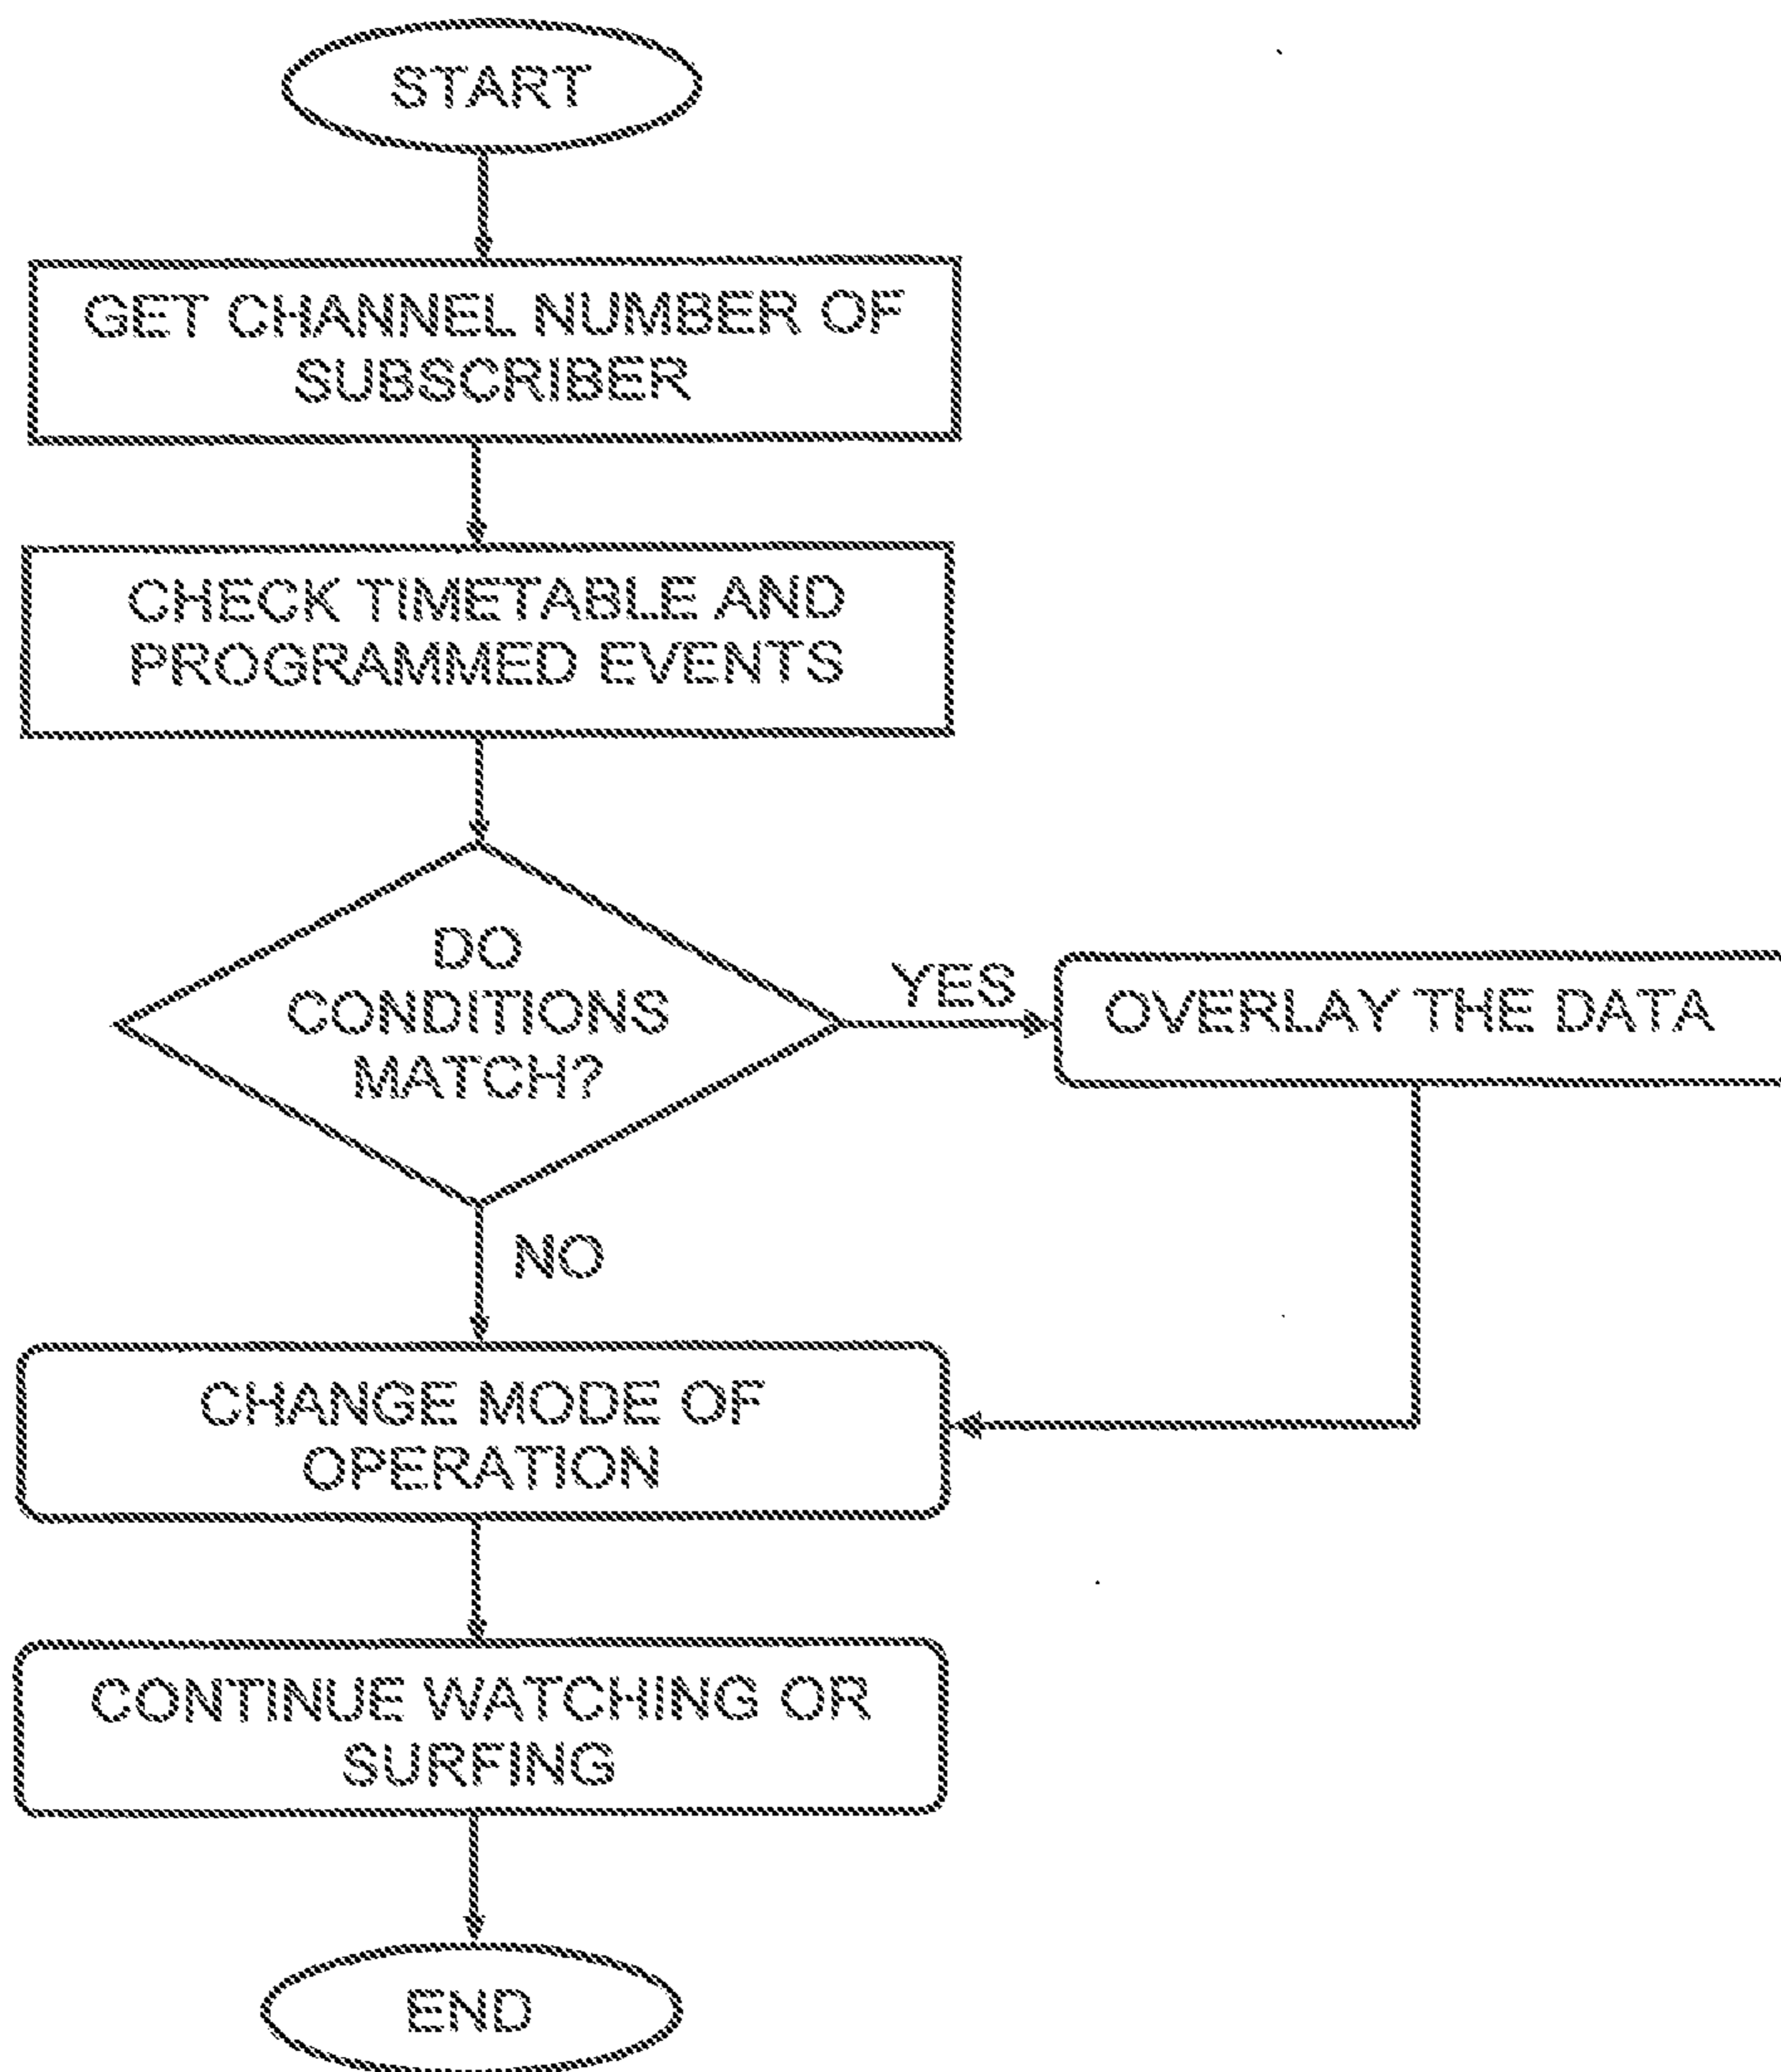 START
GET CHANNEL NUMBER OF
SUBSCRIBER
CHECK TIMETABLE AND
PROGRAMMED EVENTS
DO
CONDITIONS
MATCH?
YES
OVERLAY THE DATA
NO
CHANGE MODE OF
OPERATION
CONTINUE WATCHING OR
SURFING
END